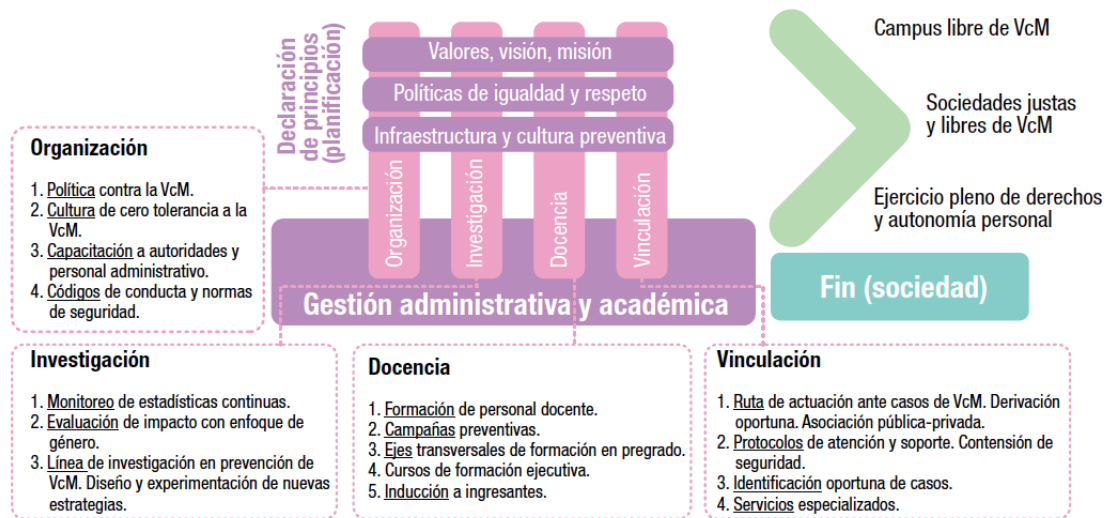 Declaración
de principios
(planificación)
Valores, visión, misión
Políticas de igualdad y respeto
Infraestructura y cultura preventiva
Organización
Investigación
Docencia
Vinculación
Gestión administrativa y académica
Campus libre de VcM
Sociedades justas
y libres de VcM
Ejercicio pleno de derechos
y autonomía personal
Fin (sociedad)
Organización
1. Política contra la VcM.
2. Cultura de cero tolerancia a la
VcM.
3. Capacitación a autoridades y
personal administrativo.
4. Códigos de conducta y normas
de seguridad.
Investigación
1. Monitoreo de estadísticas continuas.
2. Evaluación de impacto con enfoque de
género.
3. Línea de investigación en prevención de
VcM. Diseño y experimentación de nuevas
estrategias.
Docencia
1. Formación de personal docente.
2. Campañas preventivas.
3. Ejes transversales de formación en pregrado.
4. Cursos de formación ejecutiva.
5. Inducción a ingresantes.
Vinculación
1. Ruta de actuación ante casos de VcM. Derivación
oportuna. Asociación pública-privada.
2. Protocolos de atención y soporte. Contensión de
seguridad.
3. Identificación oportuna de casos.
4. Servicios especializados.